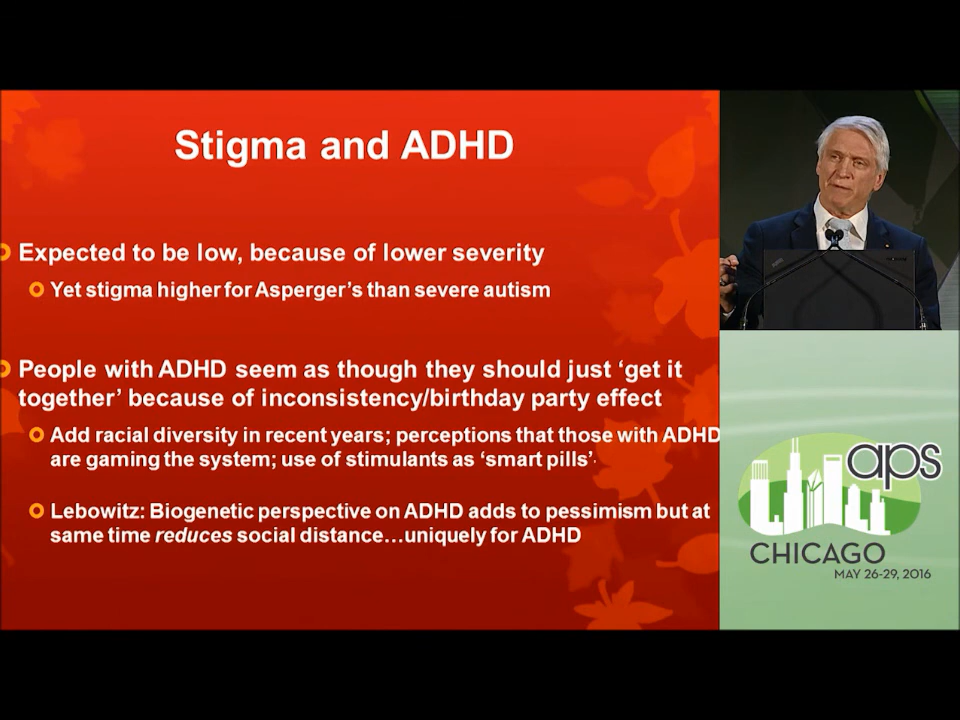 Stigma and ADHD
Expected to be low, because of lower severity
Yet stigma higher for Asperger's than severe autism
People with ADHD seem as though they should just ‘get it
together’ because of inconsistency/birthday party effect
Add racial diversity in recent years; perceptions that those with ADHD
are gaming the system; use of stimulants as ‘smart pills’
Lebowitz: Biogenetic perspective on ADHD adds to pessimism but at
same time reduces social distance…uniquely for ADHD
aps
CHICAGO
MAY 26-29, 2016